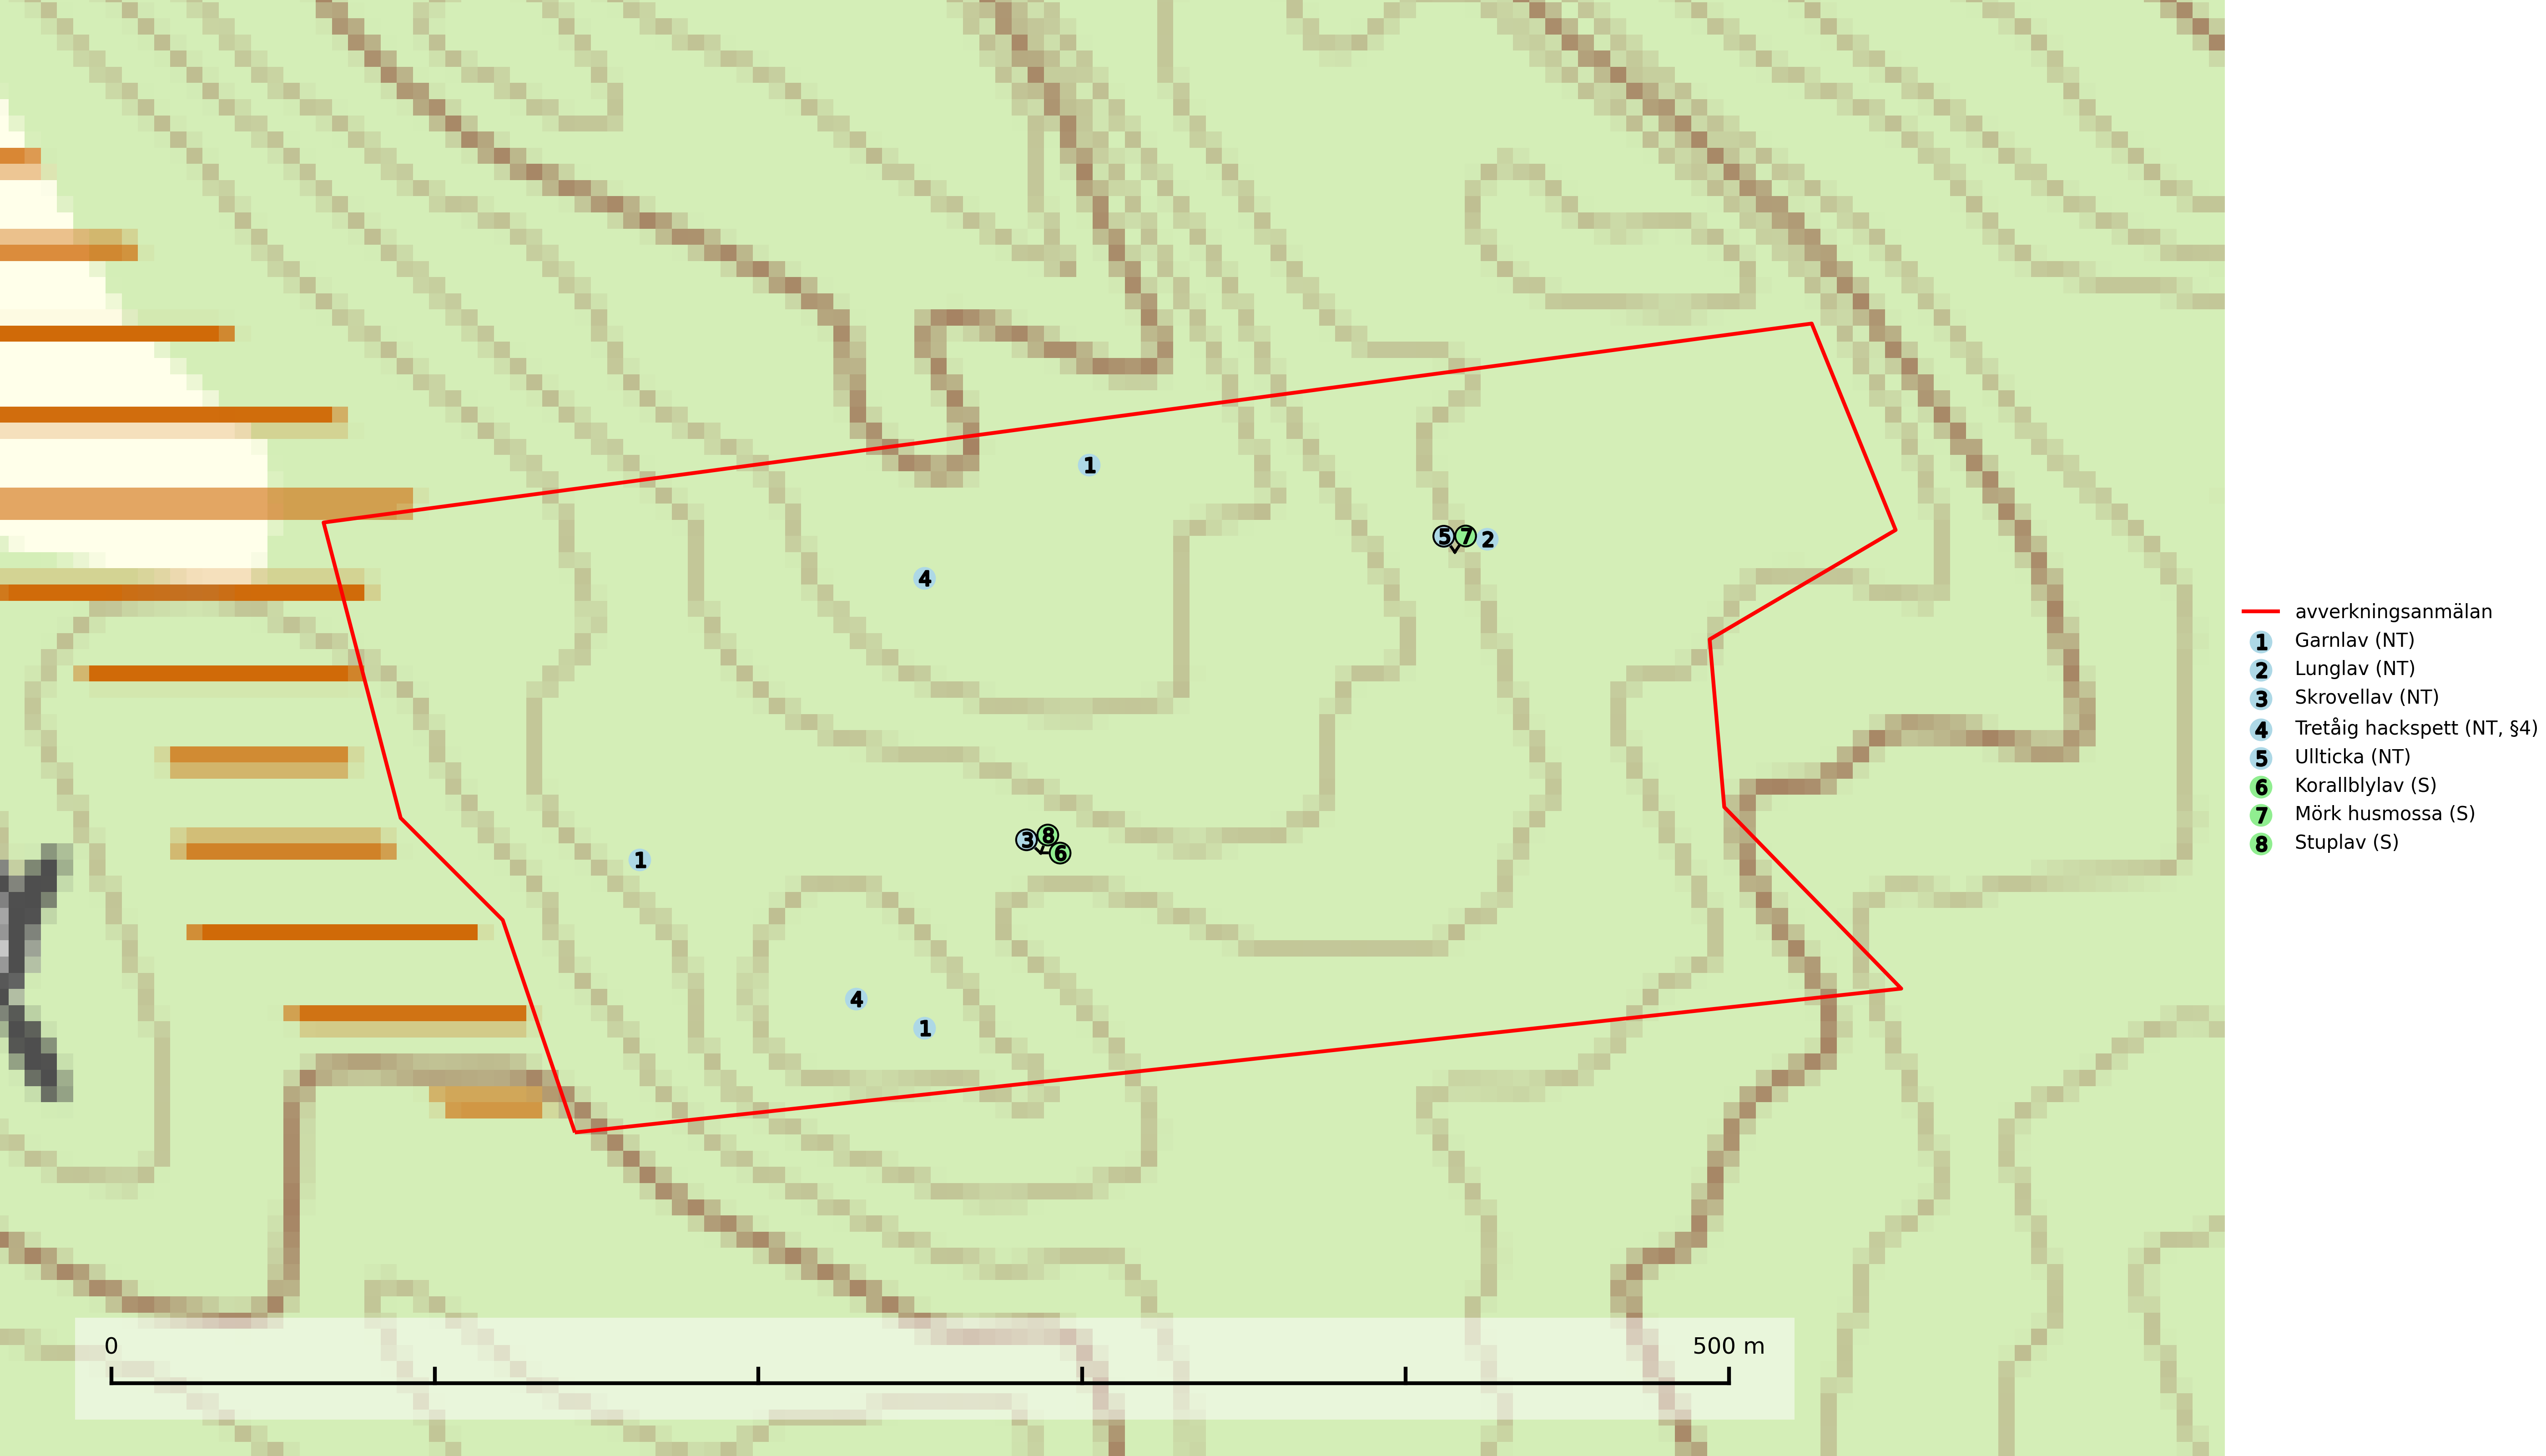 1
5 7 2
4
3 8
6
1
4
1
0
500 m
avverkningsanmälan
1 Garnlav (NT)
2 Lunglav (NT)
3 Skrovellav (NT)
4 Tretåig hackspett (NT, §4)
5 Ullticka (NT)
6 Korallblylav (S)
7 Mörk husmossa (S)
8 Stuplav (S)